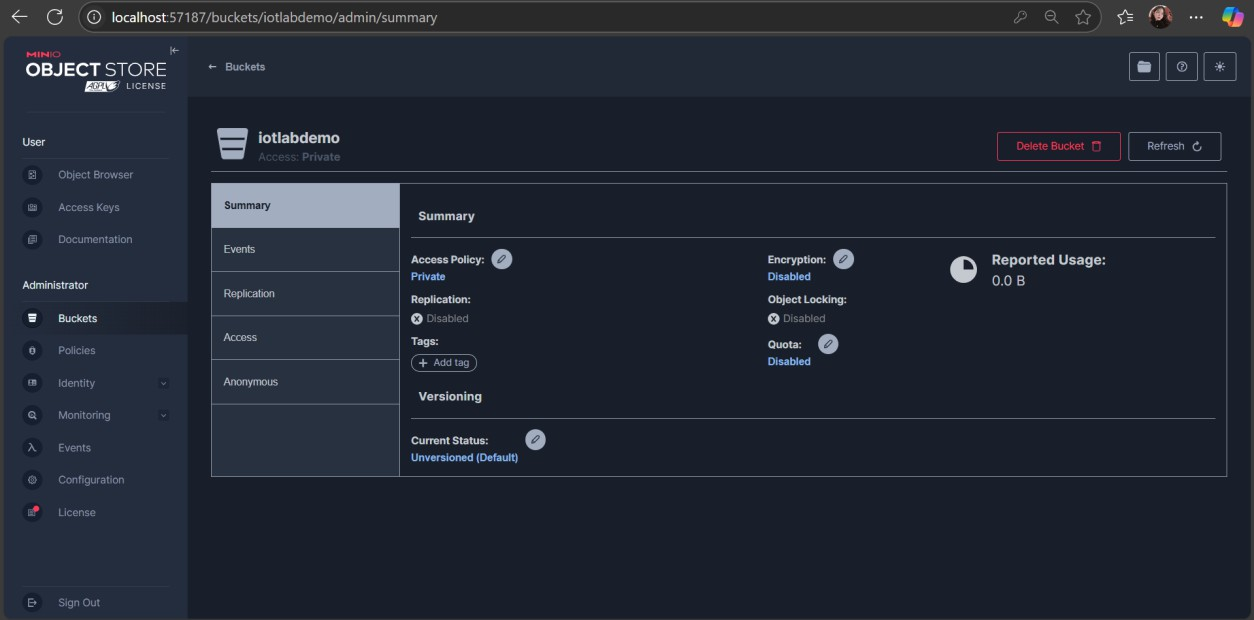 localhost:57187/buckets/iotlabdemo/admin/summary
MINIO
OBJECT STORE
AGPL V3 LICENSE
User
Object Browser
Access Keys
Documentation
Administrator
Buckets
Policies
Identity
Monitoring
Events
Configuration
License
Sign Out
Buckets
iotlabdemo
Access: Private
Delete Bucket
Refresh
Summary
Events
Replication
Access
Anonymous
Summary
Access Policy:
Private
Replication:
Disabled
Tags:
+ Add tag
Encryption:
Disabled
Object Locking:
Disabled
Quota:
Disabled
Reported Usage:
0.0 B
Versioning
Current Status:
Unversioned (Default)